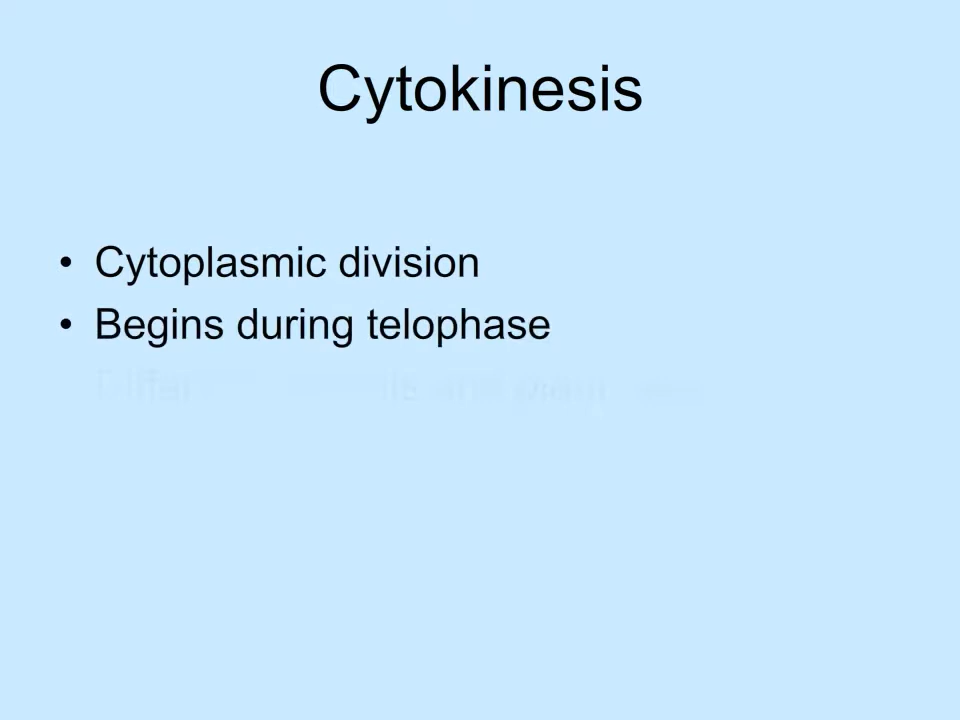 Cytokinesis
• Cytoplasmic division
• Begins during telophase